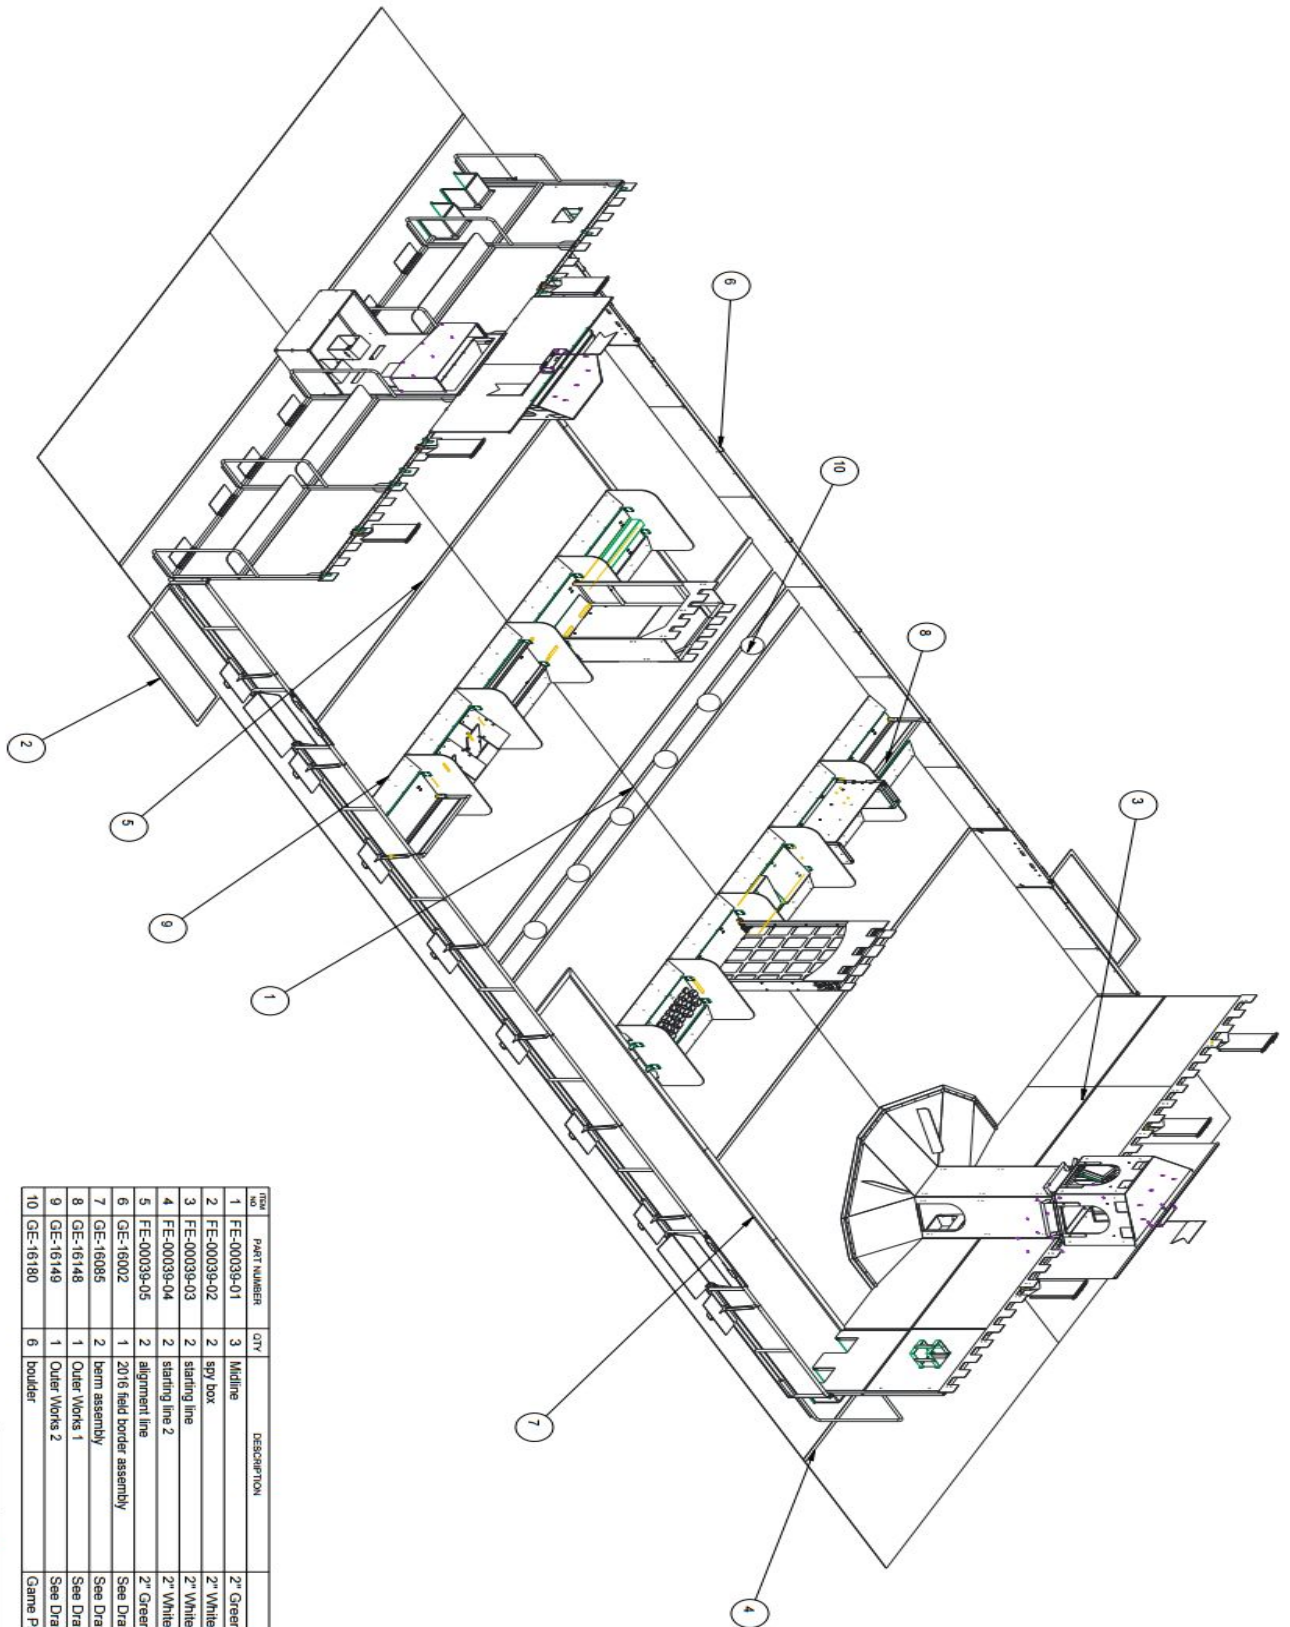 6
10
8
3
2
5
9
1
7
4
ITEM NO PART NUMBER QTY DESCRIPTION
1 FE-00039-01 3 Midline 2" Greer
2 FE-00039-02 2 spy box 2" White
3 FE-00039-03 2 starting line 2" White
4 FE-00039-04 2 starting line 2 2" White
5 FE-00039-05 2 alignment line 2" Greer
6 GE-16002 1 2016 field border assembly See Dra
7 GE-16085 2 berm assembly See Dra
8 GE-16148 1 Outer Works 1 See Dra
9 GE-16149 1 Outer Works 2 See Dra
10 GE-16180 6 boulder Game P